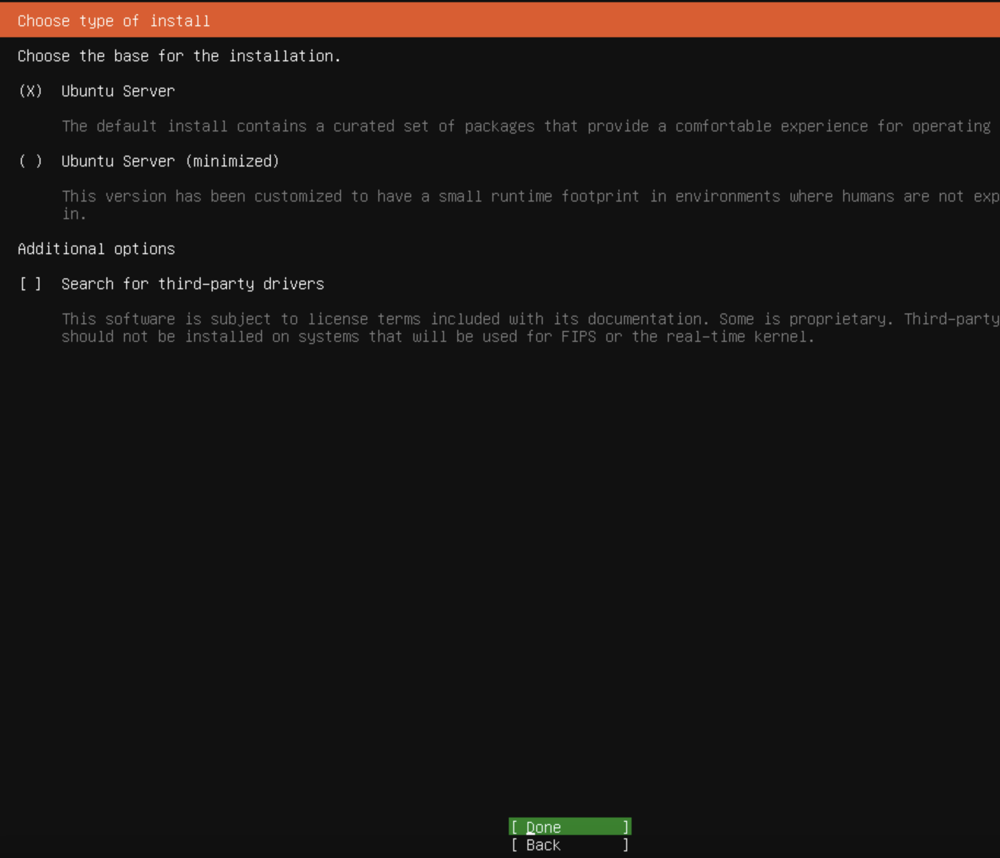 Choose type of install
Choose the base for the installation.
(X) Ubuntu Server
The default install contains a curated set of packages that provide a comfortable experience for operating
( ) Ubuntu Server (minimized)
This version has been customized to have a small runtime footprint in environments where humans are not exp
in.
Additional options
[ ] Search for third-party drivers
This software is subject to license terms included with its documentation. Some is proprietary. Third-party
should not be installed on systems that will be used for FIPS or the real-time kernel.
[ Done ]
[ Back ]